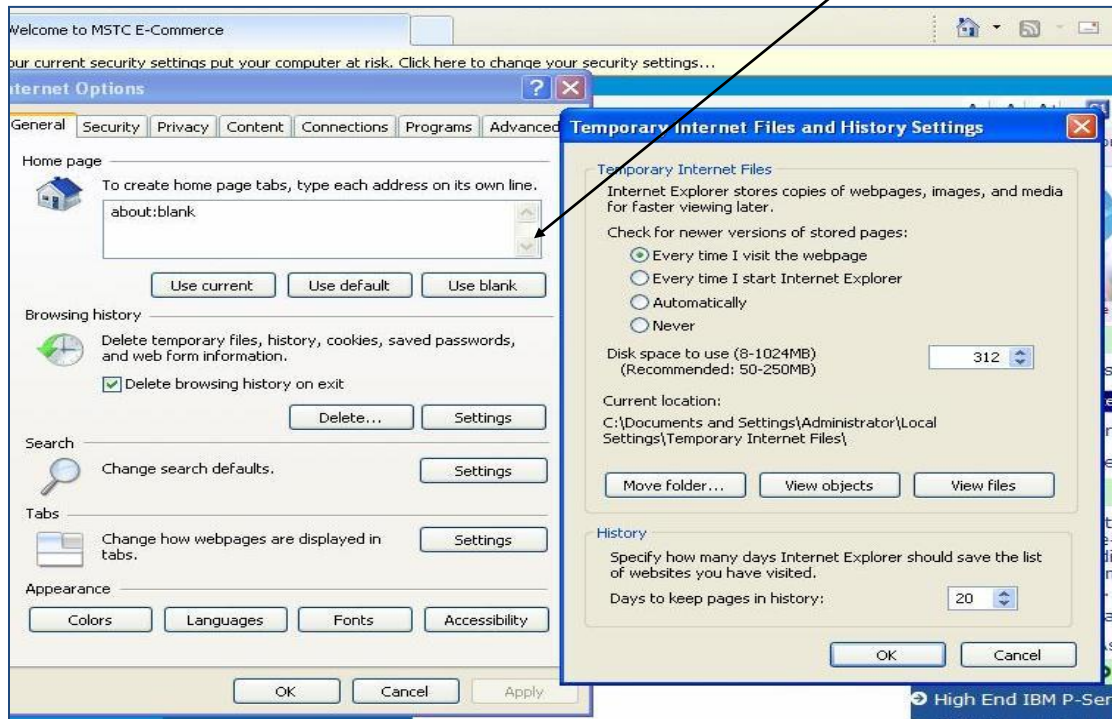 Welcome to MSTC E-Commerce
our current security settings put your computer at risk. Click here to change your security settings...
Internet Options
General Security Privacy Content Connections Programs Advanced
Home page
To create home page tabs, type each address on its own line.
about:blank
Use current Use default Use blank
Browsing history
Delete temporary files, history, cookies, saved passwords,
and web form information.
Delete browsing history on exit
Delete... Settings
Search
Change search defaults.
Settings
Tabs
Change how webpages are displayed in
tabs.
Settings
Appearance
Colors Languages Fonts Accessibility
OK Cancel Apply
Temporary Internet Files and History Settings
Temporary Internet Files
Internet Explorer stores copies of webpages, images, and media
for faster viewing later.
Check for newer versions of stored pages:
Every time I visit the webpage
Every time I start Internet Explorer
Automatically
Never
Disk space to use (8-1024MB)
(Recommended: 50-250MB)
312
Current location:
C:\Documents and Settings\Administrator\Local
Settings\Temporary Internet Files\
Move folder... View objects View files
History
Specify how many days Internet Explorer should save the list
of websites you have visited.
Days to keep pages in history:
20
OK Cancel
High End IBM P-Ser